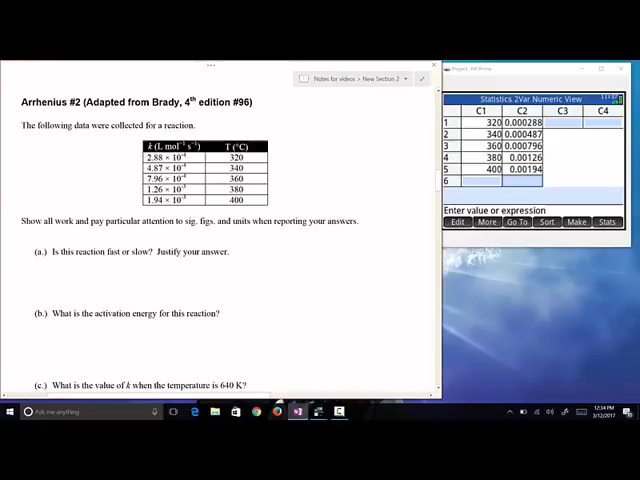 Notes for videos > New Section 2
Arrhenius #2 (Adapted from Brady, 4th edition #96)
The following data were collected for a reaction.
k (L mol⁻¹ s⁻¹) T (°C)
2.88 × 10⁻⁴ 320
4.87 × 10⁻⁴ 340
7.96 × 10⁻⁴ 360
1.26 × 10⁻³ 380
1.94 × 10⁻³ 400
Show all work and pay particular attention to sig. figs. and units when reporting your answers.
(a.) Is this reaction fast or slow? Justify your answer.
(b.) What is the activation energy for this reaction?
(c.) What is the value of k when the temperature is 640 K?
Statistics 2Var Numeric View
C1 C2 C3 C4
1 320 0.000288
2 340 0.000487
3 360 0.000796
4 380 0.00126
5 400 0.00194
6
Enter value or expression
Edit More Go To Sort Make Stats
Ask me anything
12:34 PM
3/12/2017